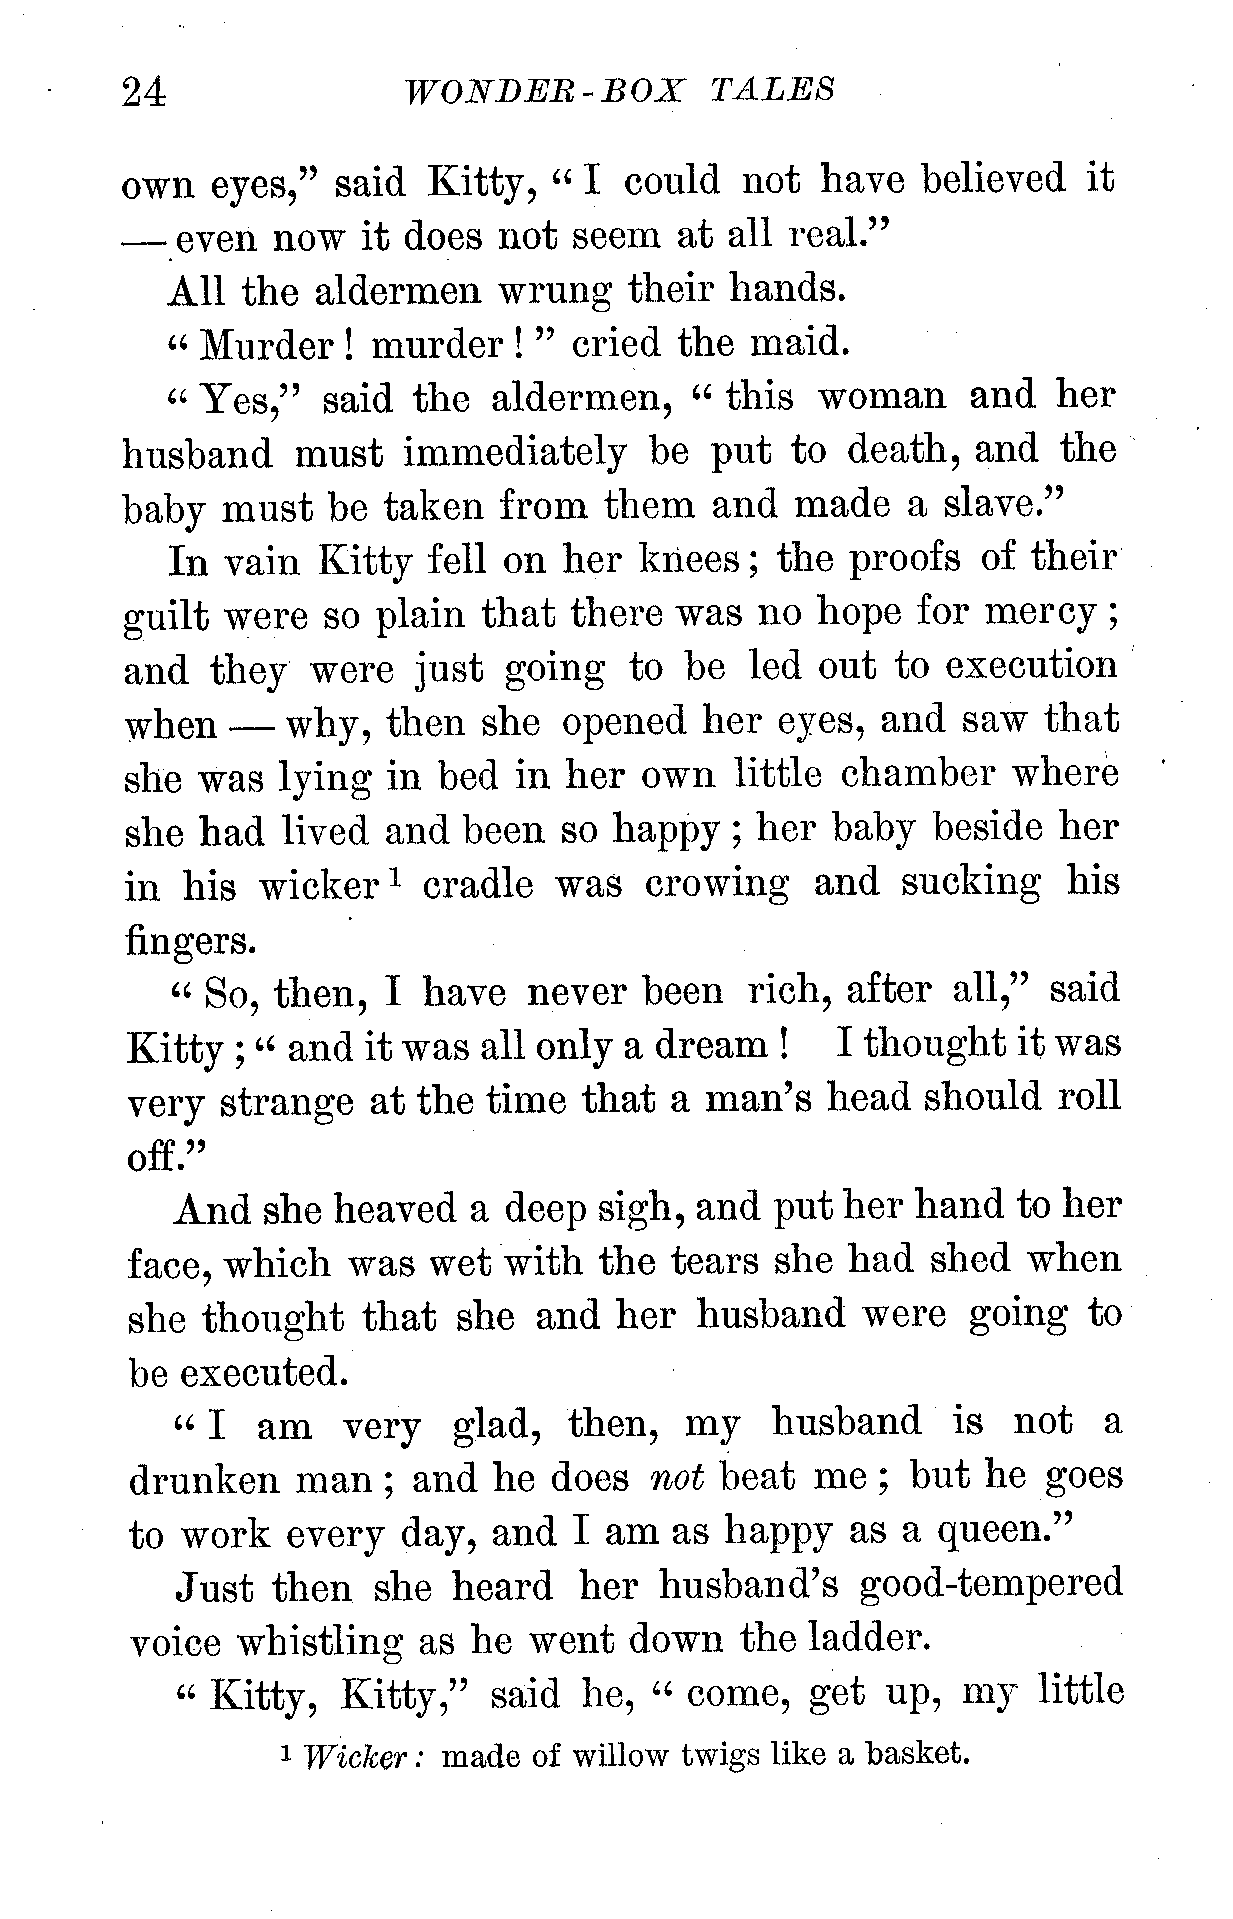 24 WONDER-BOX TALES
own eyes,” said Kitty, “ I could not have believed it
— even now it does not seem at all real.”
All the aldermen wrung their hands.
“ Murder ! murder ! ” cried the maid.
“ Yes,” said the aldermen, “ this woman and her
husband must immediately be put to death, and the
baby must be taken from them and made a slave.”
In vain Kitty fell on her knees ; the proofs of their
guilt were so plain that there was no hope for mercy ;
and they were just going to be led out to execution
when — why, then she opened her eyes, and saw that
she was lying in bed in her own little chamber where
she had lived and been so happy ; her baby beside her
in his wicker ¹ cradle was crowing and sucking his
fingers.
“ So, then, I have never been rich, after all,” said
Kitty ; “ and it was all only a dream ! I thought it was
very strange at the time that a man’s head should roll
off.”
And she heaved a deep sigh, and put her hand to her
face, which was wet with the tears she had shed when
she thought that she and her husband were going to
be executed.
“ I am very glad, then, my husband is not a
drunken man ; and he does not beat me ; but he goes
to work every day, and I am as happy as a queen.”
Just then she heard her husband’s good-tempered
voice whistling as he went down the ladder.
“ Kitty, Kitty,” said he, “ come, get up, my little
¹ Wicker : made of willow twigs like a basket.